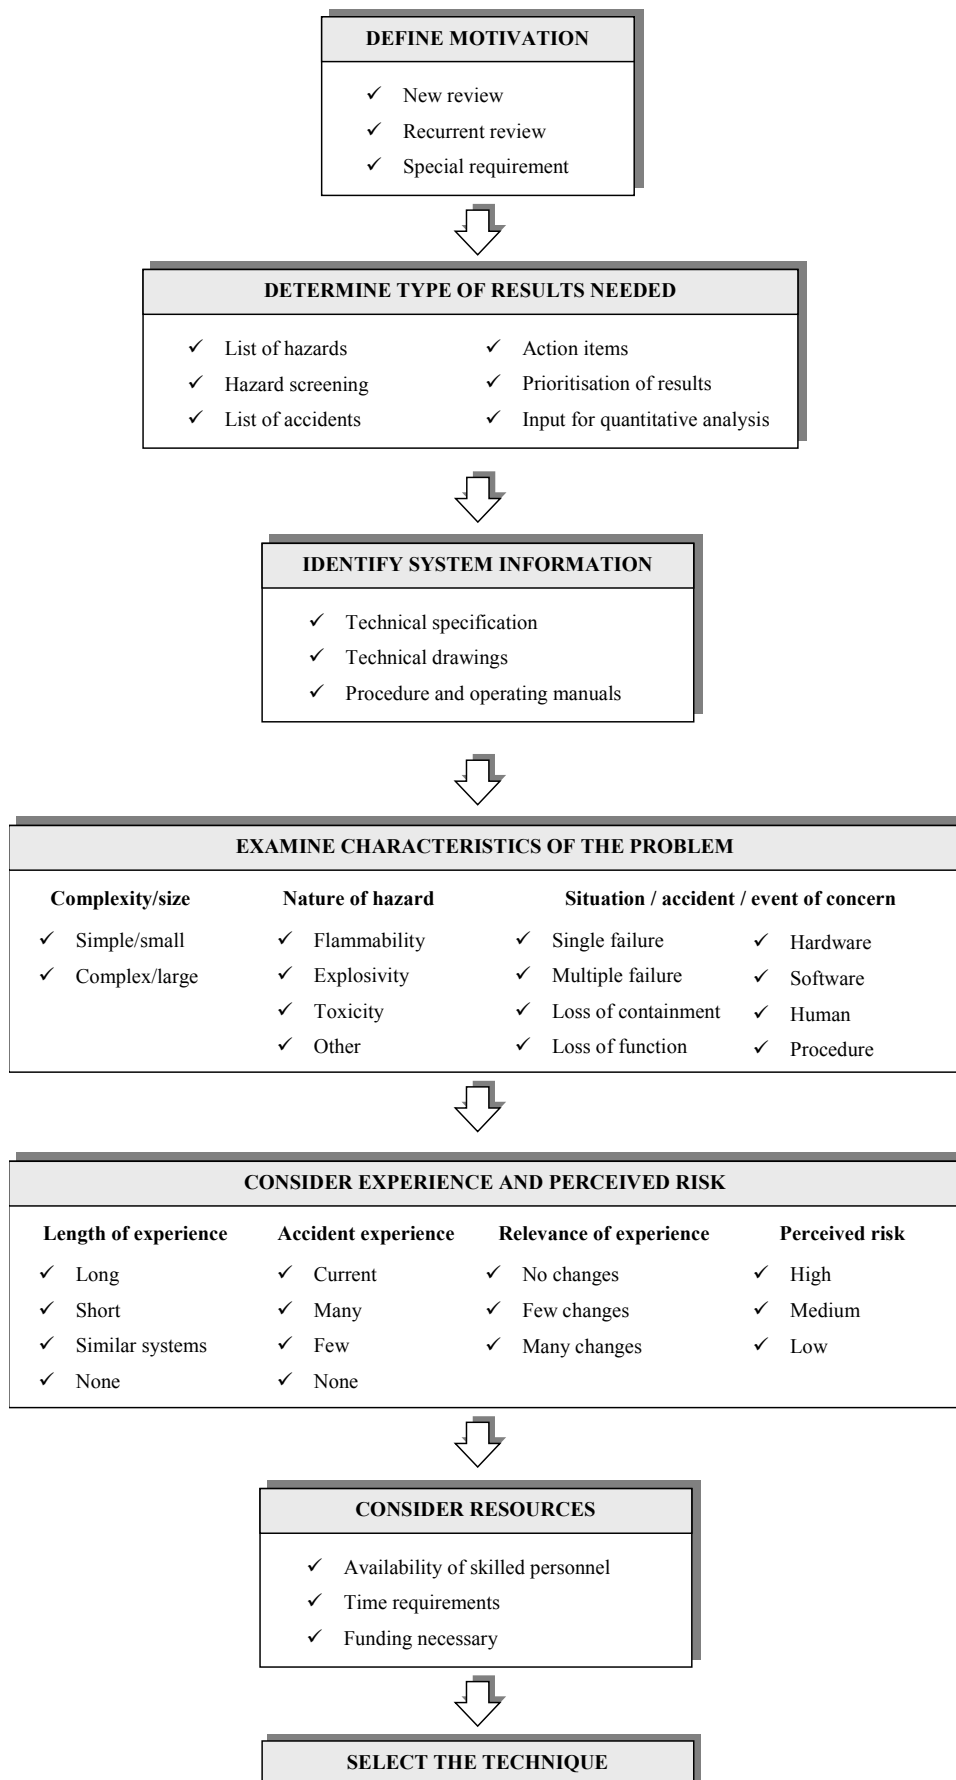 DEFINE MOTIVATION
✓ New review
✓ Recurrent review
✓ Special requirement
DETERMINE TYPE OF RESULTS NEEDED
✓ List of hazards
✓ Hazard screening
✓ List of accidents
✓ Action items
✓ Prioritisation of results
✓ Input for quantitative analysis
IDENTIFY SYSTEM INFORMATION
✓ Technical specification
✓ Technical drawings
✓ Procedure and operating manuals
EXAMINE CHARACTERISTICS OF THE PROBLEM
Complexity/size
✓ Simple/small
✓ Complex/large
Nature of hazard
✓ Flammability
✓ Explosivity
✓ Toxicity
✓ Other
Situation / accident / event of concern
✓ Single failure
✓ Multiple failure
✓ Loss of containment
✓ Loss of function
✓ Hardware
✓ Software
✓ Human
✓ Procedure
CONSIDER EXPERIENCE AND PERCEIVED RISK
Length of experience
✓ Long
✓ Short
✓ Similar systems
✓ None
Accident experience
✓ Current
✓ Many
✓ Few
✓ None
Relevance of experience
✓ No changes
✓ Few changes
✓ Many changes
Perceived risk
✓ High
✓ Medium
✓ Low
CONSIDER RESOURCES
✓ Availability of skilled personnel
✓ Time requirements
✓ Funding necessary
SELECT THE TECHNIQUE